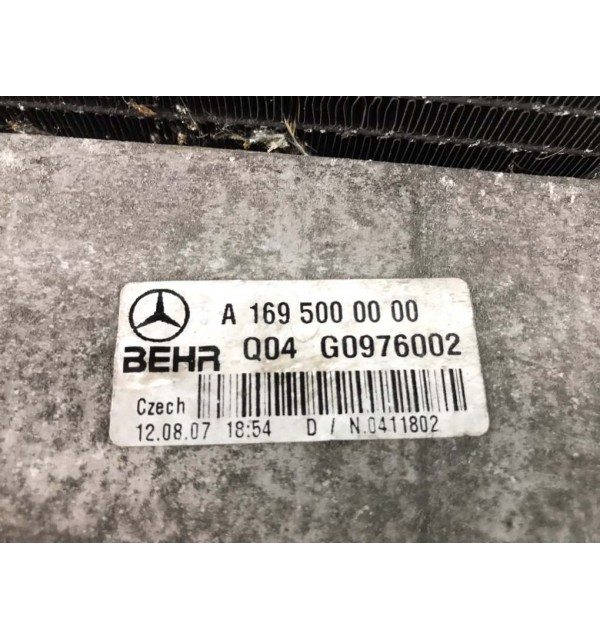 A 169 500 00 00
BEHR Q04 G0976002
Czech
12.08.07 18:54 D / N.0411802